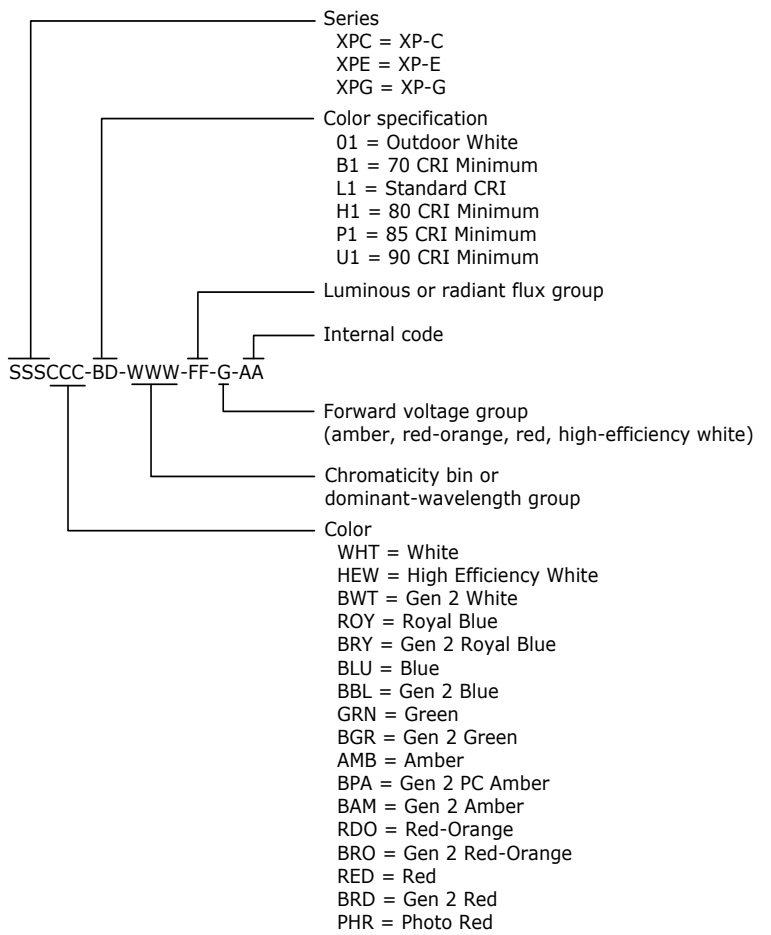 Series
XPC = XP-C
XPE = XP-E
XPG = XP-G
Color specification
01 = Outdoor White
B1 = 70 CRI Minimum
L1 = Standard CRI
H1 = 80 CRI Minimum
P1 = 85 CRI Minimum
U1 = 90 CRI Minimum
Luminous or radiant flux group
Internal code
SSSCCC-BD-WWW-FF-G-AA
Forward voltage group
(amber, red-orange, red, high-efficiency white)
Chromaticity bin or
dominant-wavelength group
Color
WHT = White
HEW = High Efficiency White
BWT = Gen 2 White
ROY = Royal Blue
BRY = Gen 2 Royal Blue
BLU = Blue
BBL = Gen 2 Blue
GRN = Green
BGR = Gen 2 Green
AMB = Amber
BPA = Gen 2 PC Amber
BAM = Gen 2 Amber
RDO = Red-Orange
BRO = Gen 2 Red-Orange
RED = Red
BRD = Gen 2 Red
PHR = Photo Red